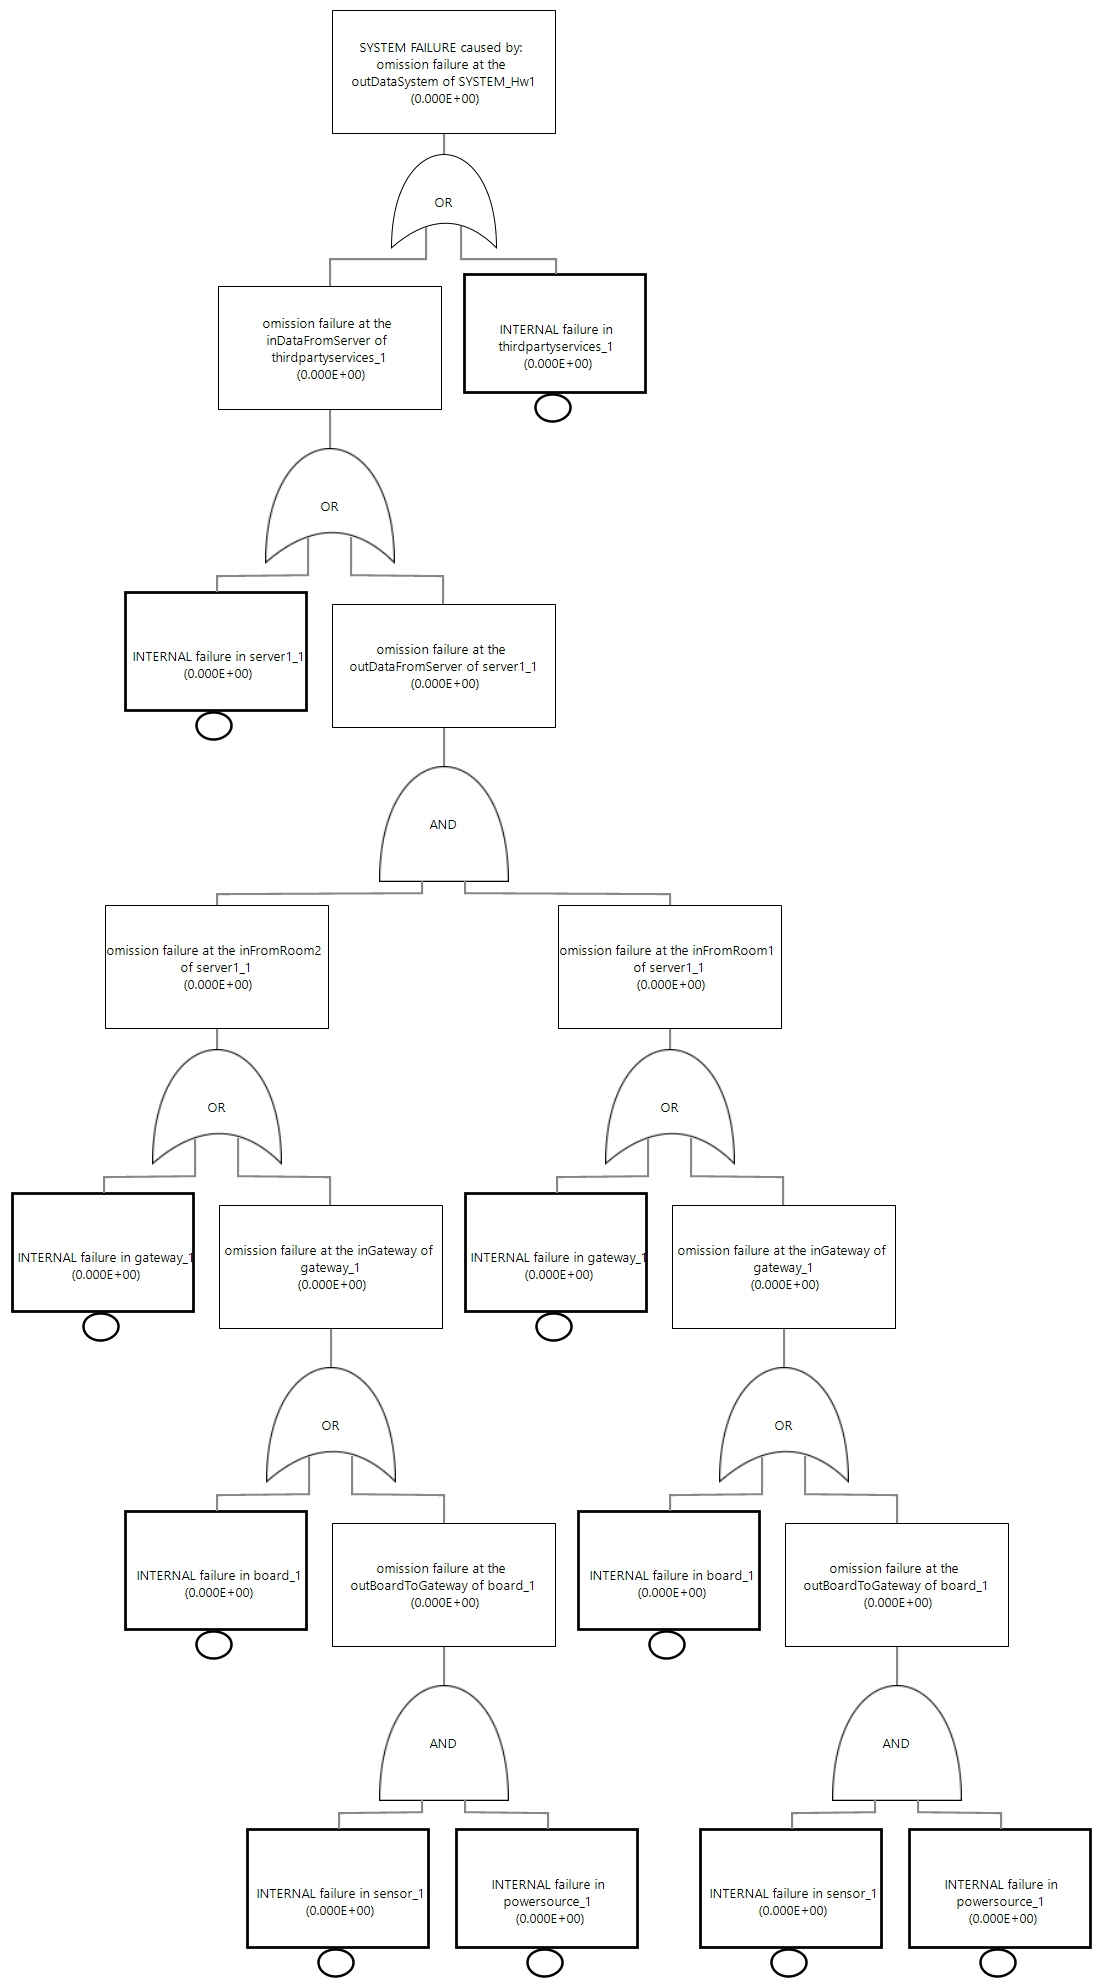 SYSTEM FAILURE caused by:
omission failure at the
outDataSystem of SYSTEM_Hw1
(0.000E+00)
OR
omission failure at the
inDataFromServer of
thirdpartyservices_1
(0.000E+00)
INTERNAL failure in
thirdpartyservices_1
(0.000E+00)
OR
INTERNAL failure in server1_1
(0.000E+00)
omission failure at the
outDataFromServer of server1_1
(0.000E+00)
AND
omission failure at the inFromRoom2
of server1_1
(0.000E+00)
omission failure at the inFromRoom1
of server1_1
(0.000E+00)
OR
OR
INTERNAL failure in gateway_1
(0.000E+00)
omission failure at the inGateway of
gateway_1
(0.000E+00)
INTERNAL failure in gateway_1
(0.000E+00)
omission failure at the inGateway of
gateway_1
(0.000E+00)
OR
OR
INTERNAL failure in board_1
(0.000E+00)
omission failure at the
outBoardToGateway of board_1
(0.000E+00)
INTERNAL failure in board_1
(0.000E+00)
omission failure at the
outBoardToGateway of board_1
(0.000E+00)
AND
AND
INTERNAL failure in sensor_1
(0.000E+00)
INTERNAL failure in
powersource_1
(0.000E+00)
INTERNAL failure in sensor_1
(0.000E+00)
INTERNAL failure in
powersource_1
(0.000E+00)